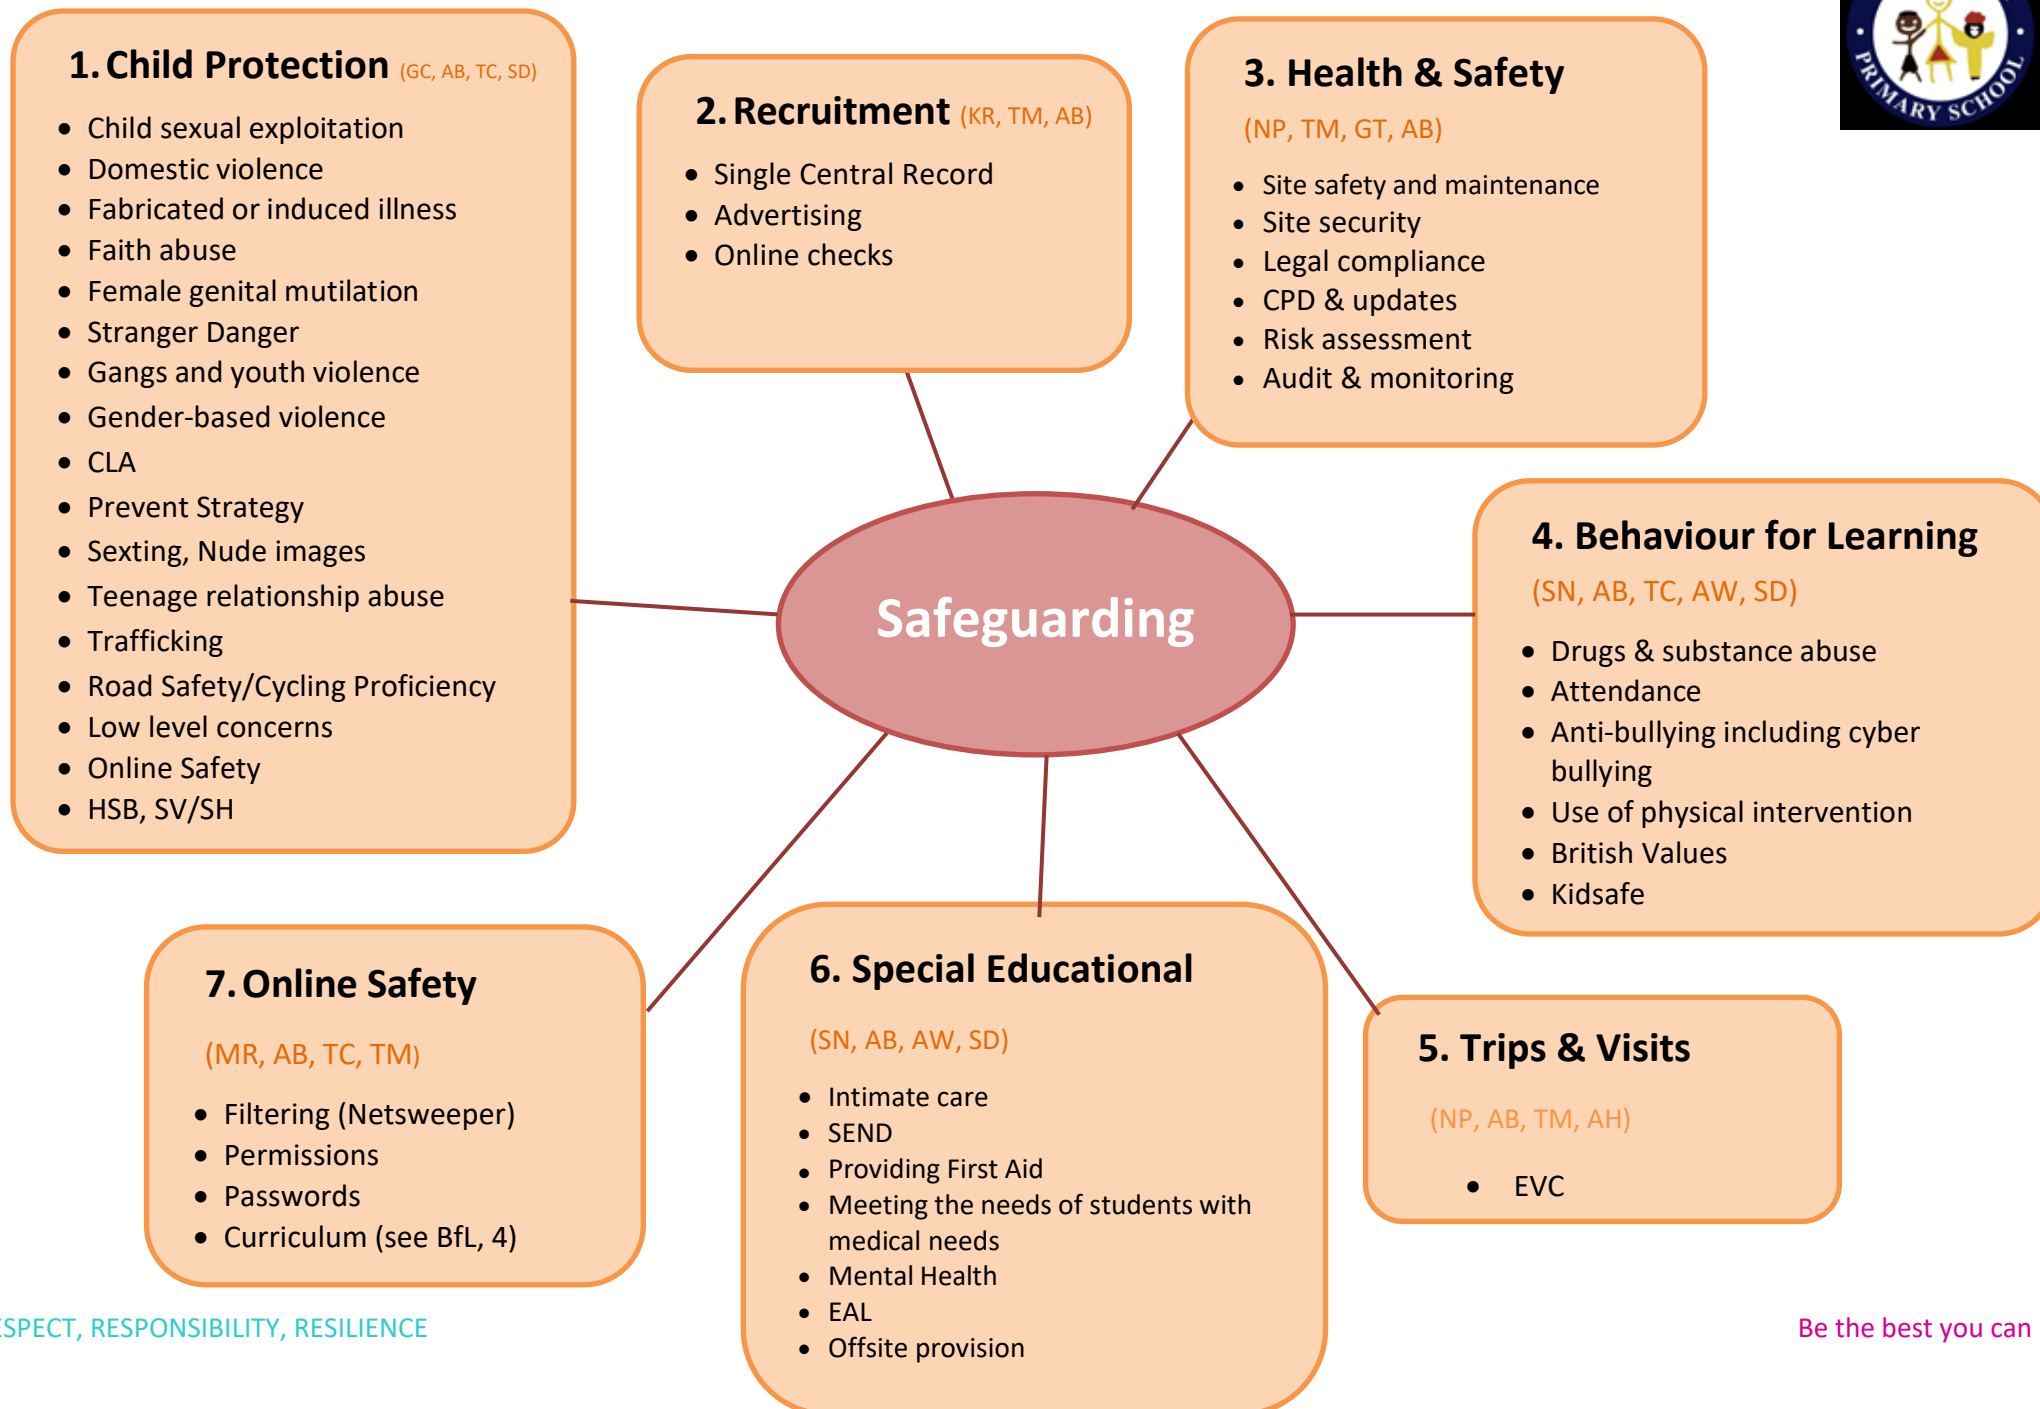 1. Child Protection (GC, AB, TC, SD)
• Child sexual exploitation
• Domestic violence
• Fabricated or induced illness
• Faith abuse
• Female genital mutilation
• Stranger Danger
• Gangs and youth violence
• Gender-based violence
• CLA
• Prevent Strategy
• Sexting, Nude images
• Teenage relationship abuse
• Trafficking
• Road Safety/Cycling Proficiency
• Low level concerns
• Online Safety
• HSB, SV/SH
2. Recruitment (KR, TM, AB)
• Single Central Record
• Advertising
• Online checks
3. Health & Safety
(NP, TM, GT, AB)
• Site safety and maintenance
• Site security
• Legal compliance
• CPD & updates
• Risk assessment
• Audit & monitoring
PRIMARY SCHOOL
Safeguarding
4. Behaviour for Learning
(SN, AB, TC, AW, SD)
• Drugs & substance abuse
• Attendance
• Anti-bullying including cyber
bullying
• Use of physical intervention
• British Values
• Kidsafe
7. Online Safety
(MR, AB, TC, TM)
• Filtering (Netsweeper)
• Permissions
• Passwords
• Curriculum (see BfL, 4)
6. Special Educational
(SN, AB, AW, SD)
• Intimate care
• SEND
• Providing First Aid
• Meeting the needs of students with
medical needs
• Mental Health
• EAL
• Offsite provision
5. Trips & Visits
(NP, AB, TM, AH)
• EVC
ESPECT, RESPONSIBILITY, RESILIENCE
Be the best you can